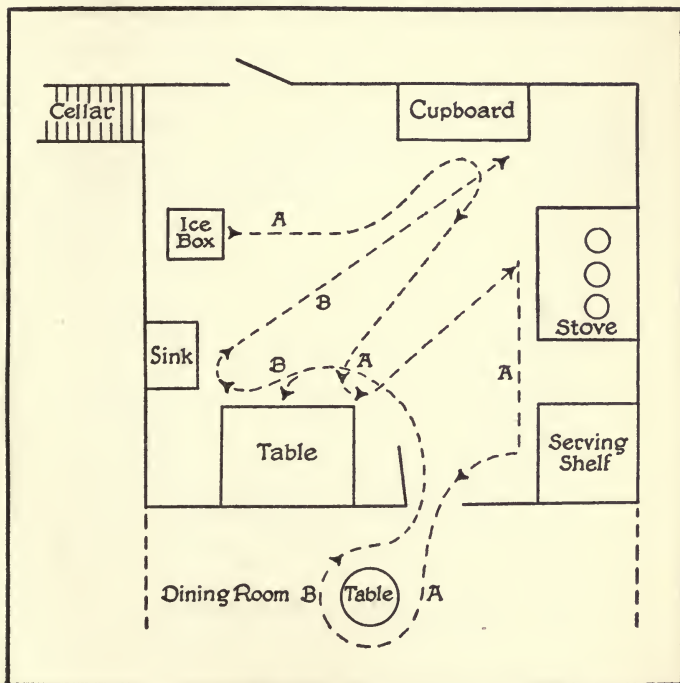 Cellar
Cupboard
A
Ice
Box
B
Stove
Sink
B
A
A
Table
Serving
Shelf
Dining Room
B
Table
A